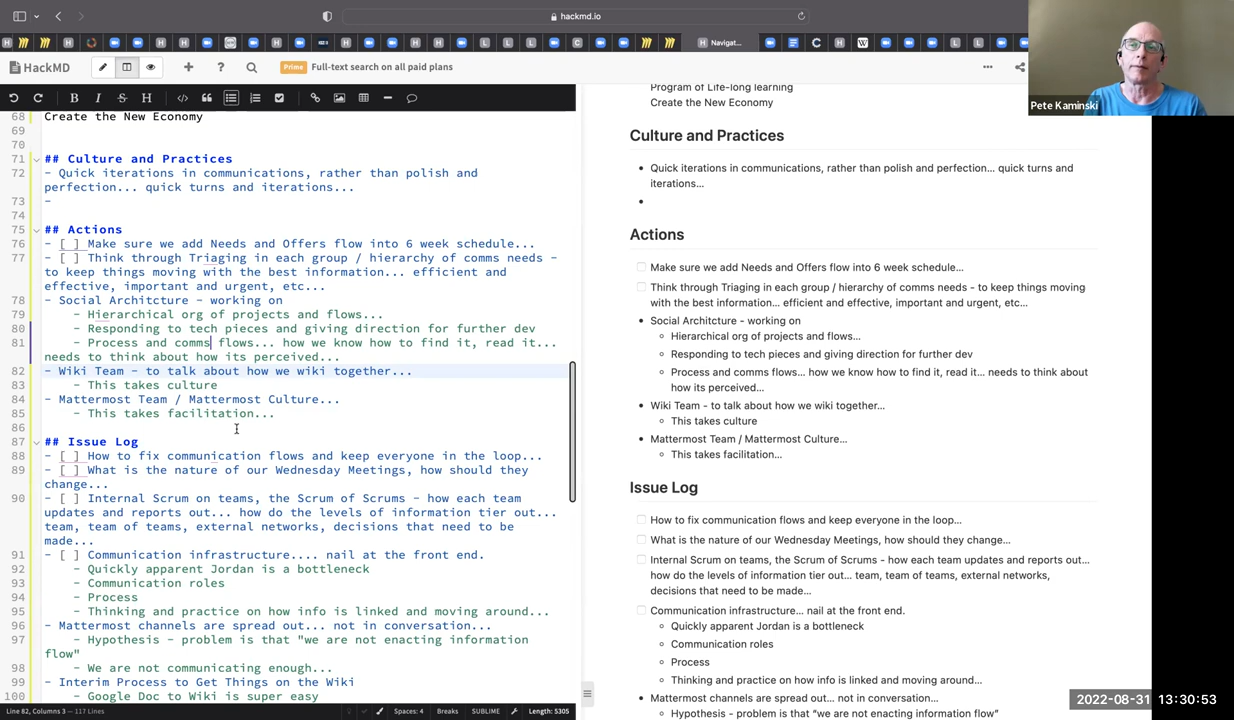 hackmd.io
Navigat...
HackMD
Prime Full-text search on all paid plans
Pete Kaminski
68 Create the New Economy
69
70
71 ## Culture and Practices
72 - Quick iterations in communications, rather than polish and
perfection... quick turns and iterations...
73 -
74
75 ## Actions
76 - [ ] Make sure we add Needs and Offers flow into 6 week schedule...
77 - [ ] Think through Triaging in each group / hierarchy of comms needs -
to keep things moving with the best information... efficient and
effective, important and urgent, etc...
78 - Social Architcture - working on
79 - Hierarchical org of projects and flows...
80 - Responding to tech pieces and giving direction for further dev
81 - Process and comms flows... how we know how to find it, read it...
needs to think about how its perceived...
82 - Wiki Team - to talk about how we wiki together...
83 - This takes culture
84 - Mattermost Team / Mattermost Culture...
85 - This takes facilitation...
86
87 ## Issue Log
88 - [ ] How to fix communication flows and keep everyone in the loop...
89 - [ ] What is the nature of our Wednesday Meetings, how should they
change...
90 - [ ] Internal Scrum on teams, the Scrum of Scrums - how each team
updates and reports out... how do the levels of information tier out...
team, team of teams, external networks, decisions that need to be
made...
91 - [ ] Communication infrastructure.... nail at the front end.
92 - Quickly apparent Jordan is a bottleneck
93 - Communication roles
94 - Process
95 - Thinking and practice on how info is linked and moving around...
96 - Mattermost channels are spread out... not in conversation...
97 - Hypothesis - problem is that "we are not enacting information
flow"
98 - We are not communicating enough...
99 - Interim Process to Get Things on the Wiki
100 - Google Doc to Wiki is super easy
Line 82, Columns 3 — 117 Lines
Spaces: 4
Breaks
SUBLIME
Length: 5305
Program of Life-long learning
Create the New Economy
Culture and Practices
• Quick iterations in communications, rather than polish and perfection… quick turns and
iterations…
•
Actions
Make sure we add Needs and Offers flow into 6 week schedule…
Think through Triaging in each group / hierarchy of comms needs - to keep things moving
with the best information… efficient and effective, important and urgent, etc…
• Social Architcture - working on
Hierarchical org of projects and flows…
Responding to tech pieces and giving direction for further dev
Process and comms flows… how we know how to find it, read it… needs to think about
how its perceived…
• Wiki Team - to talk about how we wiki together…
This takes culture
• Mattermost Team / Mattermost Culture…
This takes facilitation…
Issue Log
How to fix communication flows and keep everyone in the loop…
What is the nature of our Wednesday Meetings, how should they change…
Internal Scrum on teams, the Scrum of Scrums - how each team updates and reports out…
how do the levels of information tier out… team, team of teams, external networks,
decisions that need to be made…
Communication infrastructure… nail at the front end.
Quickly apparent Jordan is a bottleneck
Communication roles
Process
Thinking and practice on how info is linked and moving around…
• Mattermost channels are spread out… not in conversation…
Hypothesis - problem is that “we are not enacting information flow”
2022-08-31 13:30:53